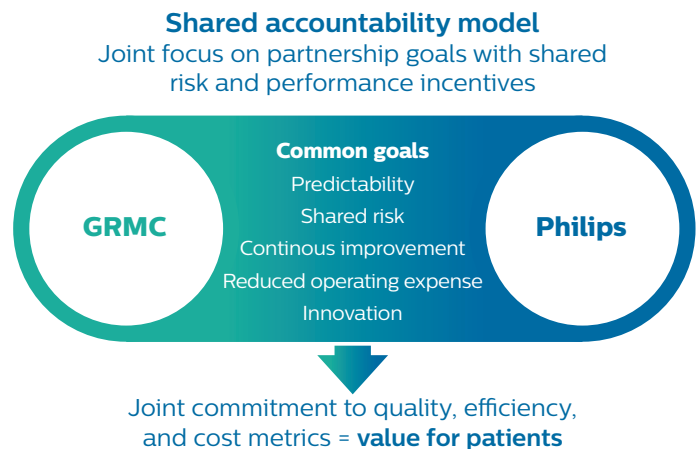 Shared accountability model
Joint focus on partnership goals with shared
risk and performance incentives
Common goals
Predictability
Shared risk
GRMC
Philips
Continous improvement
Reduced operating expense
Innovation
Joint commitment to quality, efficiency,
and cost metrics = value for patients